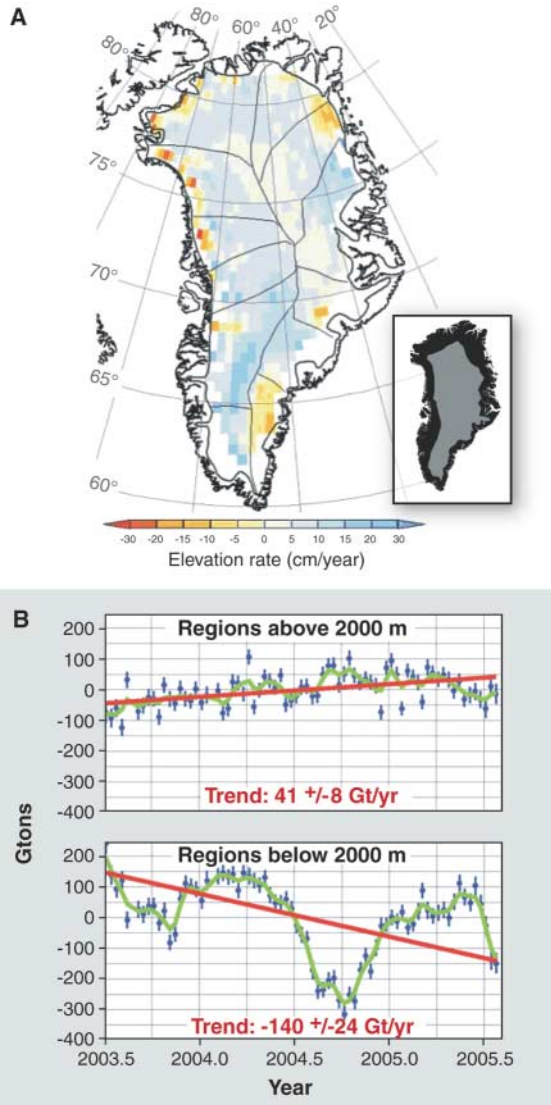 A
80° 80° 60° 40° 20°
75°
70°
65°
60°
-30 -20 -15 -10 -5 0 5 10 15 20 30
Elevation rate (cm/year)
B
Regions above 2000 m
200
100
0
-100
-200
-300
-400
Trend: 41 +/-8 Gt/yr
Gtons
Regions below 2000 m
200
100
0
-100
-200
-300
-400
Trend: -140 +/-24 Gt/yr
2003.5 2004.0 2004.5 2005.0 2005.5
Year